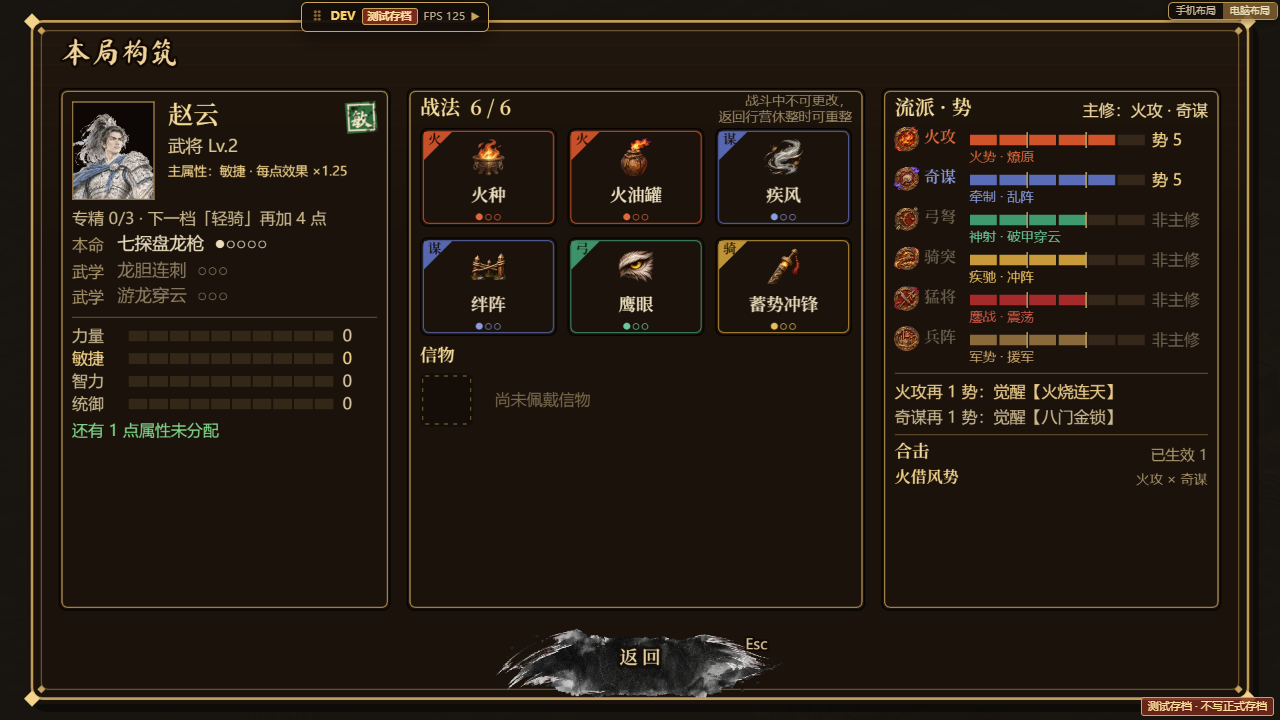 DEV 测试存档 FPS 125 ▶
手机布局 电脑布局
本局构筑
赵云
敏
武将 Lv.2
主属性：敏捷 · 每点效果 ×1.25
专精 0/3 · 下一档「轻骑」再加 4 点
本命 七探盘龙枪 ●○○○○
武学 龙胆连刺 ○○○
武学 游龙穿云 ○○○
力量 0
敏捷 0
智力 0
统御 0
还有 1 点属性未分配
战法 6 / 6
战斗中不可更改，
返回行营休整时可重整
火 火种 ●○○
火 火油罐 ●○○
谋 疾风 ●○○
谋 绊阵 ●○○
弓 鹰眼 ●○○
骑 蓄势冲锋 ●○○
信物
尚未佩戴信物
流派 · 势 主修：火攻 · 奇谋
火攻 势 5
火势 · 燎原
奇谋 势 5
牵制 · 乱阵
弓弩 非主修
神射 · 破甲穿云
骑突 非主修
疾驰 · 冲阵
猛将 非主修
鏖战 · 震荡
兵阵 非主修
军势 · 援军
火攻再 1 势：觉醒【火烧连天】
奇谋再 1 势：觉醒【八门金锁】
合击 已生效 1
火借风势 火攻 × 奇谋
返回 Esc
测试存档 · 不写正式存档